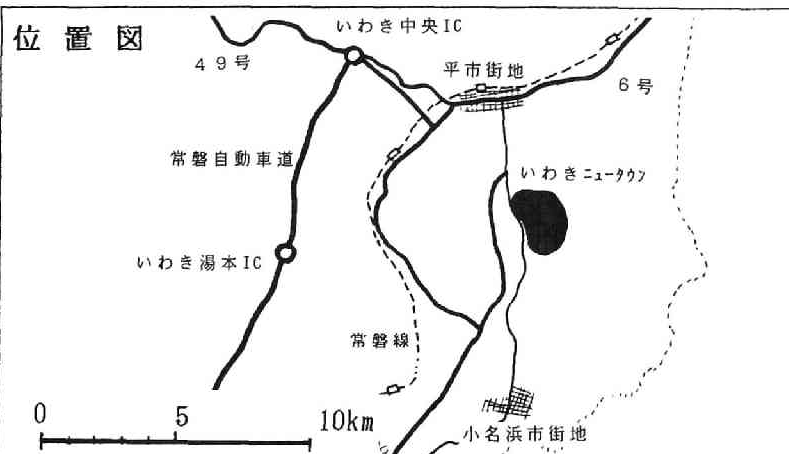 位置図
いわき中央IC
49号
平市街地
6号
常磐自動車道
いわきニュータウン
いわき湯本IC
常磐線
0 5 10km
小名浜市街地